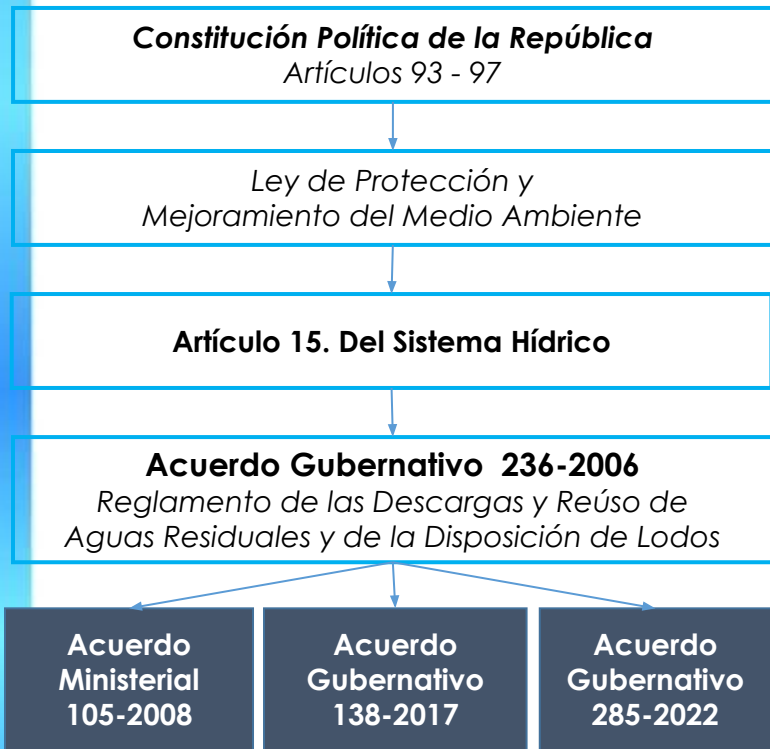 Constitución Política de la República
Artículos 93 - 97
Ley de Protección y
Mejoramiento del Medio Ambiente
Artículo 15. Del Sistema Hídrico
Acuerdo Gubernativo 236-2006
Reglamento de las Descargas y Reúso de
Aguas Residuales y de la Disposición de Lodos
Acuerdo
Ministerial
105-2008
Acuerdo
Gubernativo
138-2017
Acuerdo
Gubernativo
285-2022